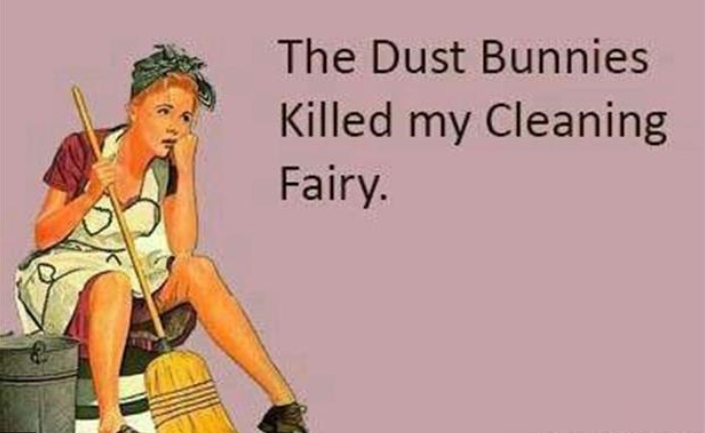 The Dust Bunnies
Killed my Cleaning
Fairy.